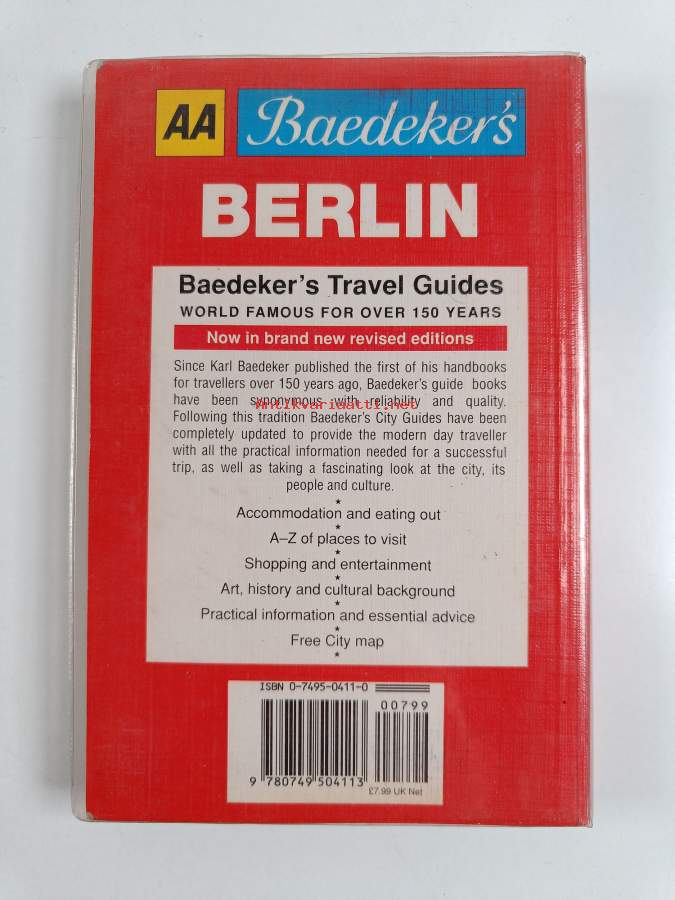 AA Baedeker's
BERLIN
Baedeker's Travel Guides
WORLD FAMOUS FOR OVER 150 YEARS
Now in brand new revised editions
Since Karl Baedeker published the first of his handbooks
for travellers over 150 years ago, Baedeker's guide books
have been synonymous with reliability and quality.
Antikvariaatti.net
Following this tradition Baedeker's City Guides have been
completely updated to provide the modern day traveller
with all the practical information needed for a successful
trip, as well as taking a fascinating look at the city, its
people and culture.
★
Accommodation and eating out
★
A–Z of places to visit
★
Shopping and entertainment
★
Art, history and cultural background
★
Practical information and essential advice
★
Free City map
★
ISBN 0-7495-0411-0
00799
9 780749 504113
£7.99 UK Net